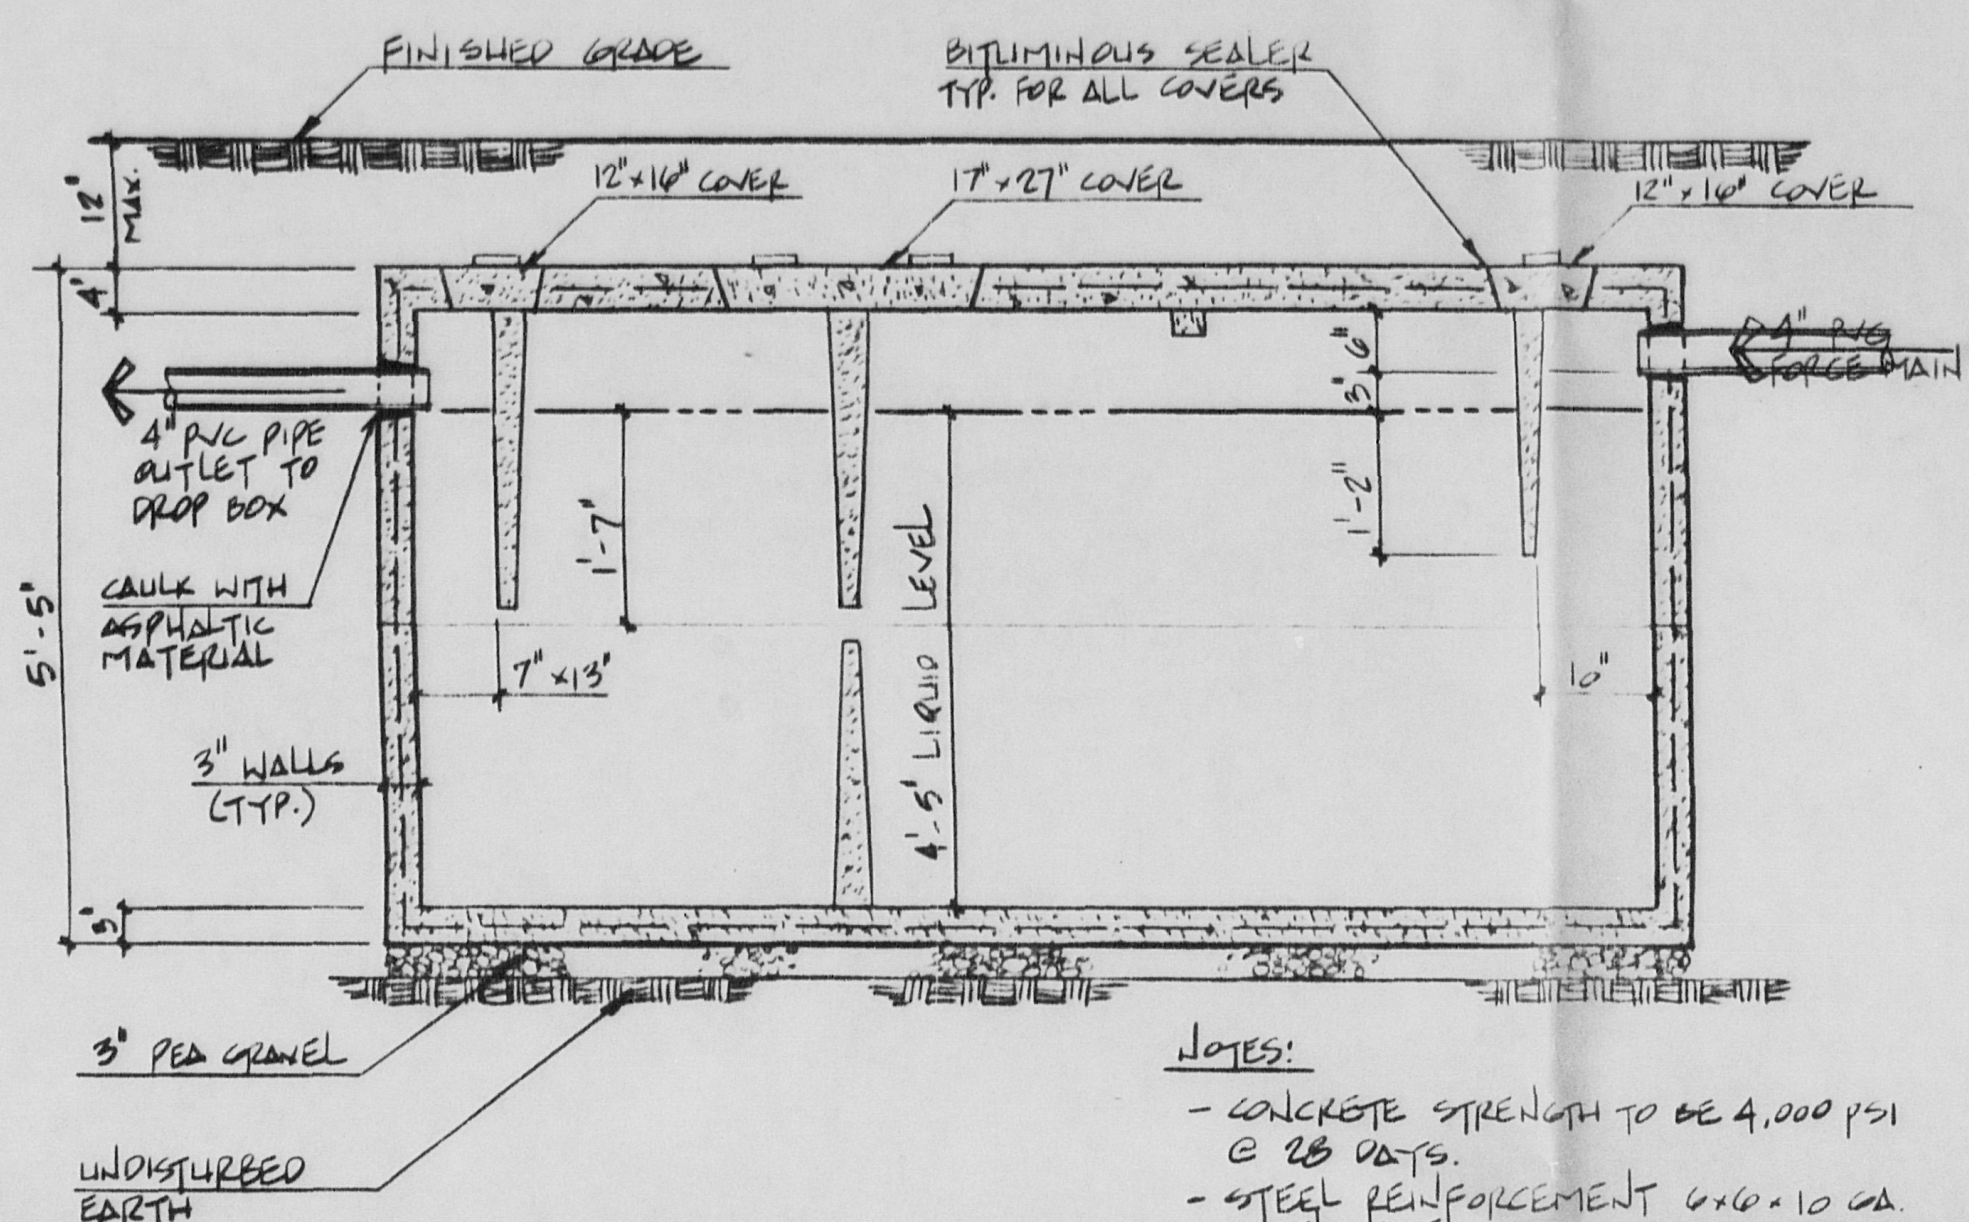 FINISHED GRADE
BITUMINOUS SEALER
TYP. FOR ALL COVERS
12"
MAX.
12"x16" COVER
17"x27" COVER
12"x16" COVER
4"
6"
3"
4" PVC
FORCE MAIN
4" PVC PIPE
OUTLET TO
DROP BOX
1'-7"
1'-2"
4'-5" LIQUID LEVEL
CAULK WITH
ASPHALTIC
MATERIAL
5'-5"
7"x13"
10"
3" WALLS
(TYP.)
3" PEA GRAVEL
UNDISTURBED
EARTH
NOTES:
- CONCRETE STRENGTH TO BE 4,000 PSI
@ 28 DAYS.
- STEEL REINFORCEMENT 6x6x10 GA.